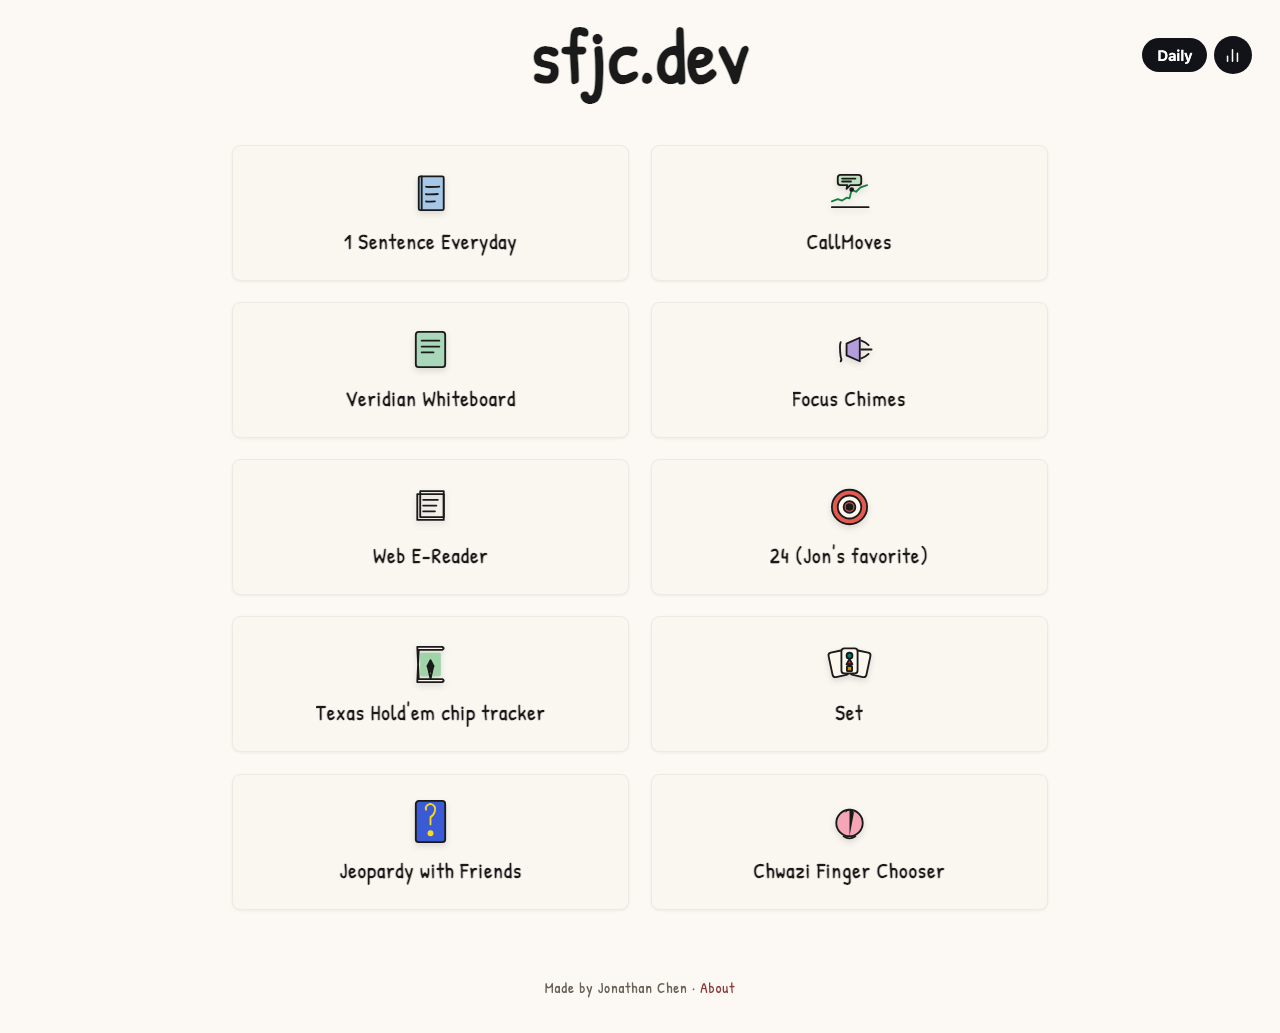 sfjc.dev
Daily
1 Sentence Everyday
CallMoves
Veridian Whiteboard
Focus Chimes
Web E-Reader
24 (Jon's favorite)
Texas Hold'em chip tracker
Set
?
Jeopardy with Friends
Chwazi Finger Chooser
Made by Jonathan Chen · About